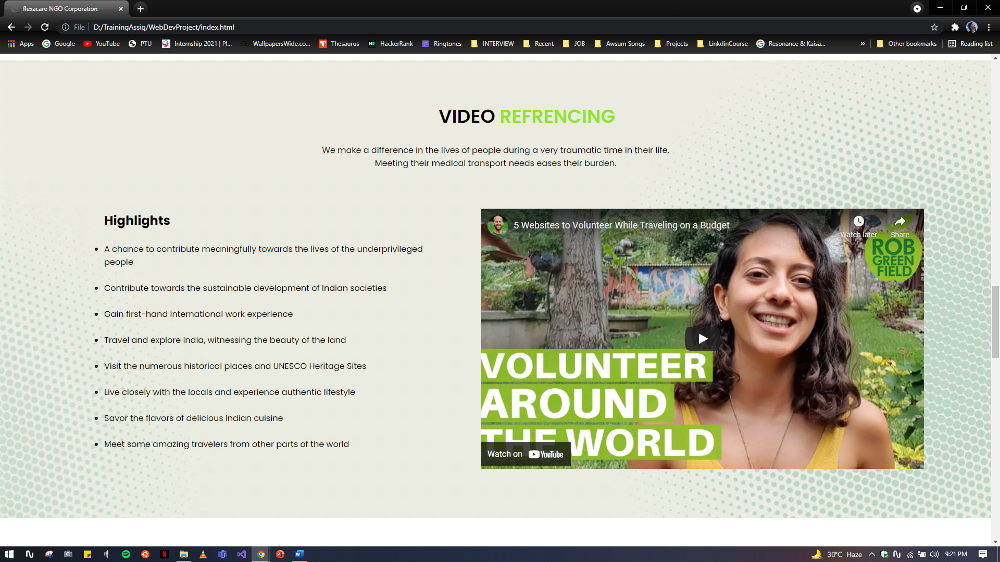 flexacare NGO Corporation
File
D:/TrainingAssig/WebDevProject/index.html
Apps
Google
YouTube
PTU
Internship 2021 | Pl...
WallpapersWide.co...
Thesaurus
HackerRank
Ringtones
INTERVIEW
Recent
JOB
Awsum Songs
Projects
LinkdinCourse
Resonance & Kaisa...
Other bookmarks
Reading list
VIDEO REFRENCING
We make a difference in the lives of people during a very traumatic time in their life.
Meeting their medical transport needs eases their burden.
Highlights
A chance to contribute meaningfully towards the lives of the underprivileged
people
Contribute towards the sustainable development of Indian societies
Gain first-hand international work experience
Travel and explore India, witnessing the beauty of the land
Visit the numerous historical places and UNESCO Heritage Sites
Live closely with the locals and experience authentic lifestyle
Savor the flavors of delicious Indian cuisine
Meet some amazing travelers from other parts of the world
5 Websites to Volunteer While Traveling on a Budget
Watch later
Share
ROB
GREEN
FIELD
VOLUNTEER
AROUND
THE WORLD
Watch on YouTube
30°C Haze
9:21 PM